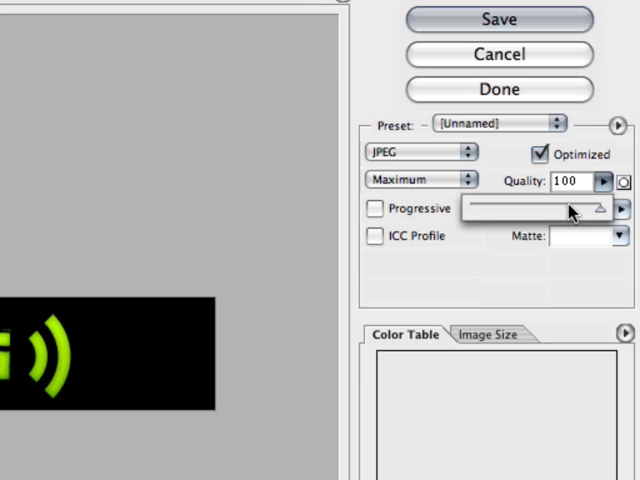 Save
Cancel
Done
Preset: [Unnamed]
JPEG
Optimized
Maximum
Quality: 100
Progressive
ICC Profile
Matte:
Color Table
Image Size